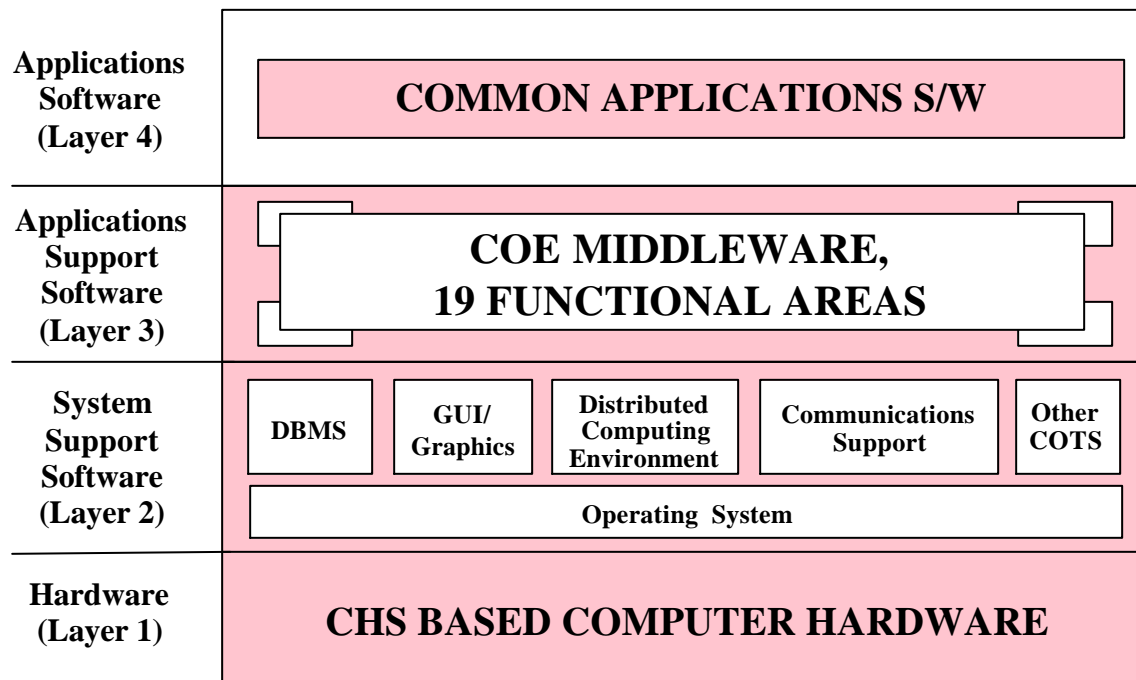 Applications
Software
(Layer 4)
COMMON APPLICATIONS S/W
Applications
Support
Software
(Layer 3)
COE MIDDLEWARE,
19 FUNCTIONAL AREAS
System
Support
Software
(Layer 2)
DBMS
GUI/
Graphics
Distributed
Computing
Environment
Communications
Support
Other
COTS
Operating System
Hardware
(Layer 1)
CHS BASED COMPUTER HARDWARE